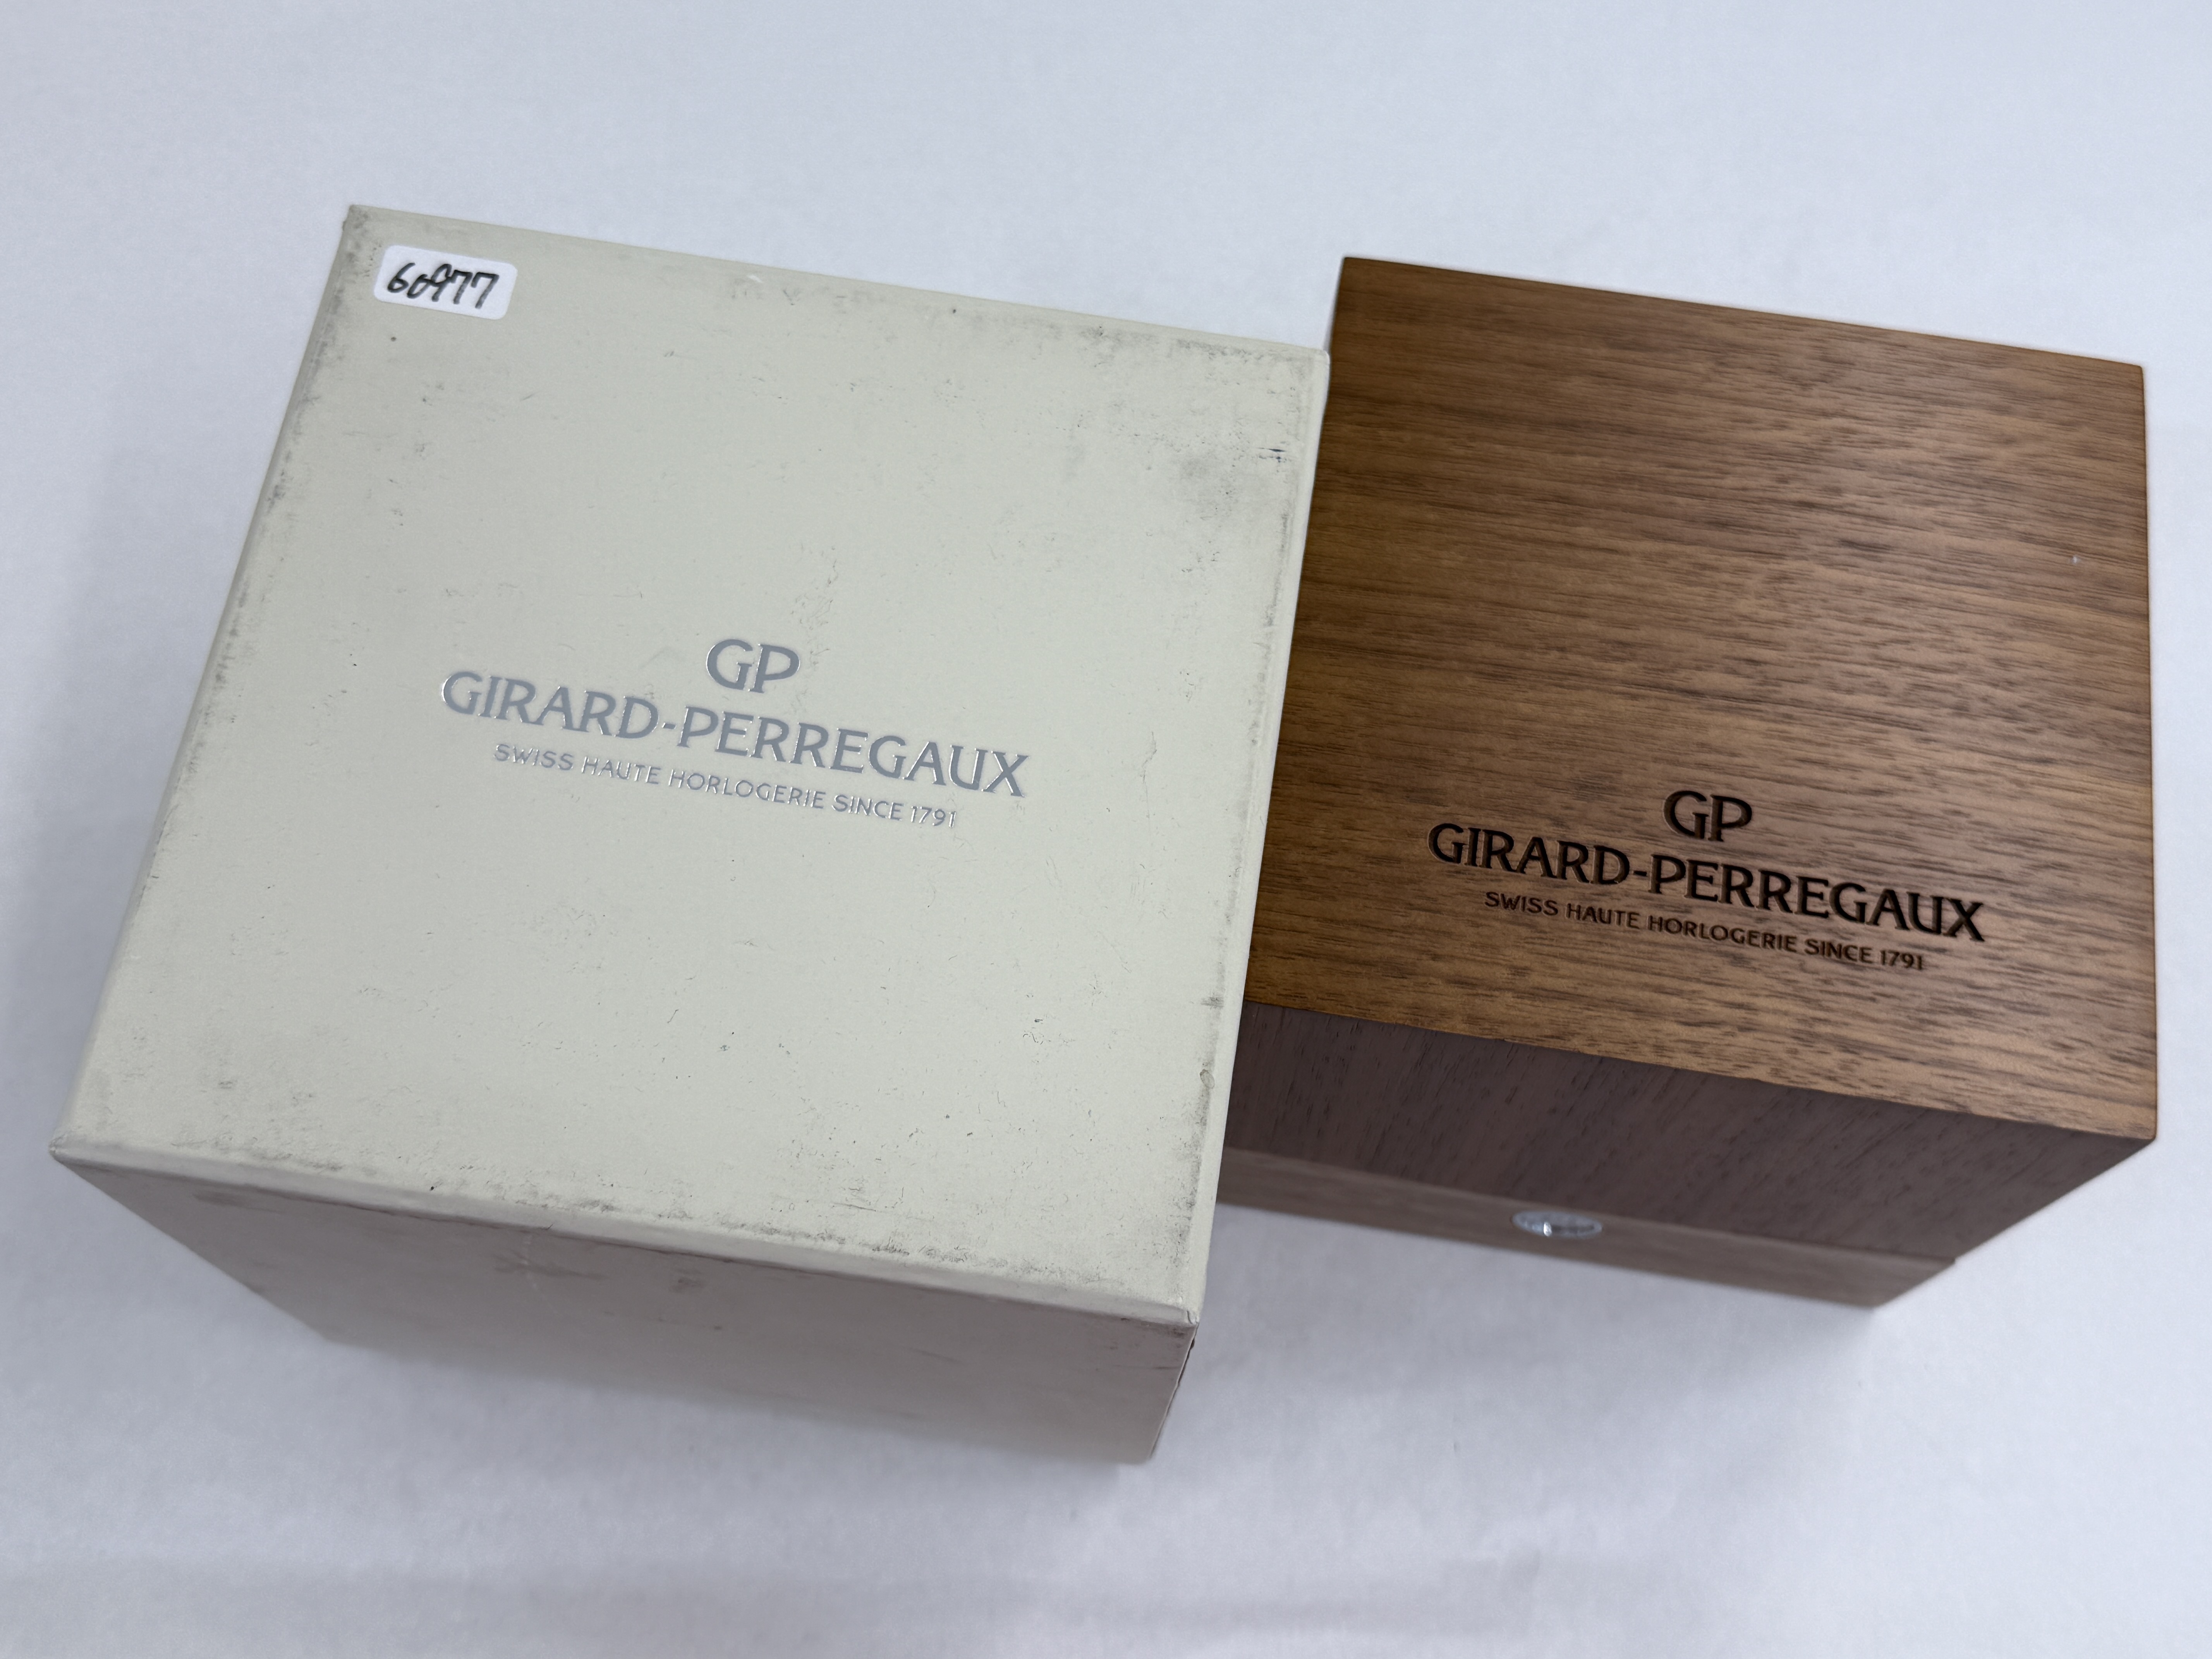 60977
GP
GIRARD-PERREGAUX
SWISS HAUTE HORLOGERIE SINCE 1791
GP
GIRARD-PERREGAUX
SWISS HAUTE HORLOGERIE SINCE 1791